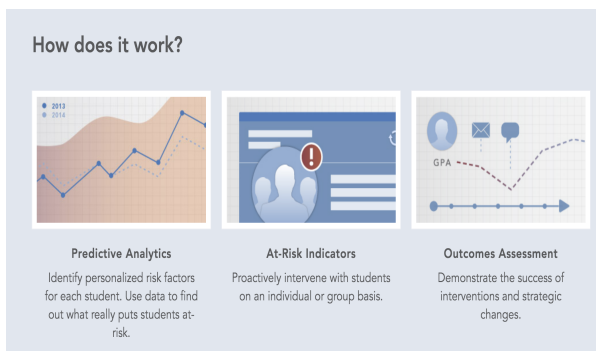 How does it work?
2013
2014
!
GPA
Predictive Analytics
Identify personalized risk factors
for each student. Use data to find
out what really puts students at-
risk.
At-Risk Indicators
Proactively intervene with students
on an individual or group basis.
Outcomes Assessment
Demonstrate the success of
interventions and strategic
changes.